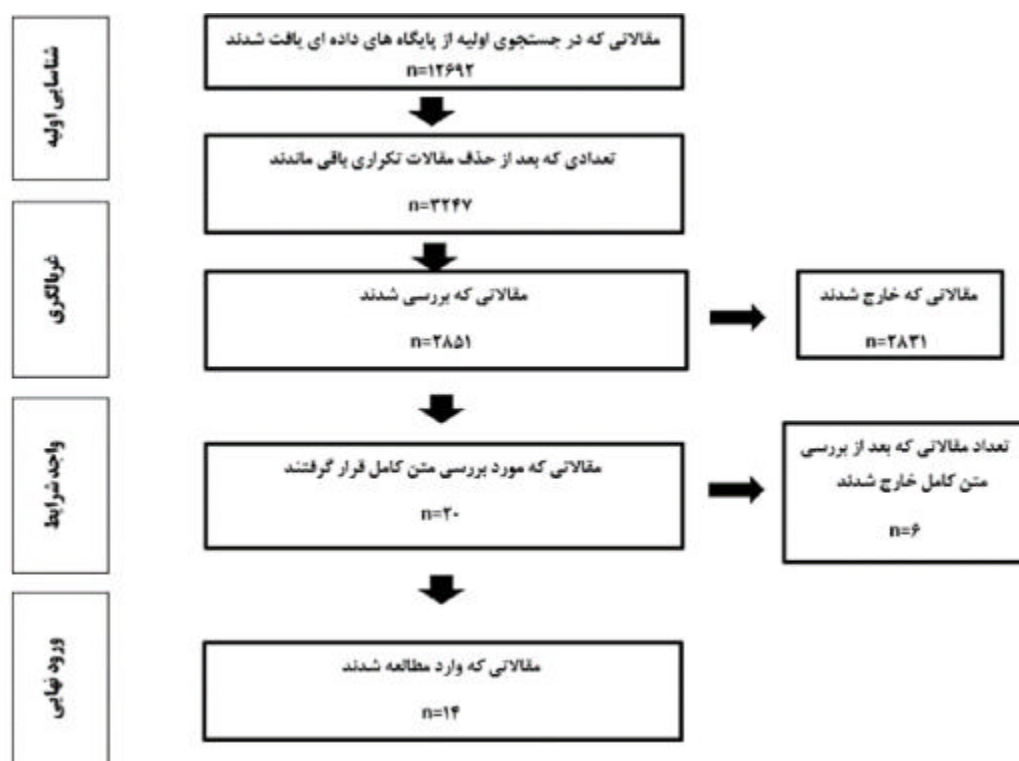 شناسایی اولیه
مقالاتی که در جستجوی اولیه از پایگاه های داده ای یافت شدند
n=۱۲۶۹۲
تعدادی که بعد از حذف مقالات تکراری باقی ماندند
n=۳۲۴۷
غربالگری
مقالاتی که بررسی شدند
n=۲۸۵۱
مقالاتی که خارج شدند
n=۲۸۳۱
واجد شرایط
مقالاتی که مورد بررسی متن کامل قرار گرفتند
n=۲۰
تعداد مقالاتی که بعد از بررسی
متن کامل خارج شدند
n=۶
ورود نهایی
مقالاتی که وارد مطالعه شدند
n=۱۴